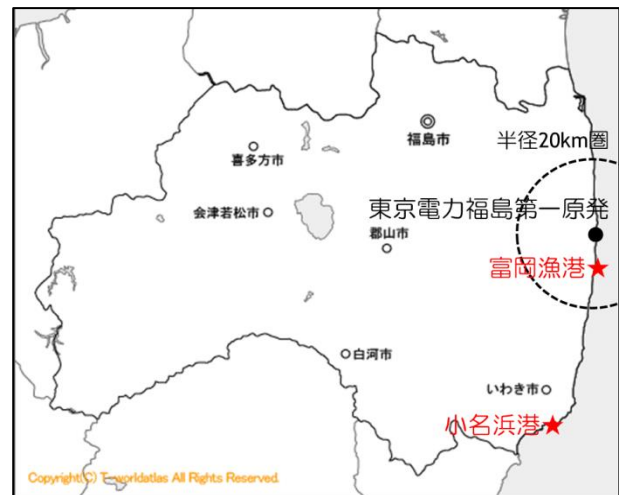 福島市
半径20km圏
喜多方市
東京電力福島第一原発
会津若松市
郡山市
富岡漁港★
白河市
いわき市
小名浜港★
Copyright(C) T-worldatlas All Rights Reserved.